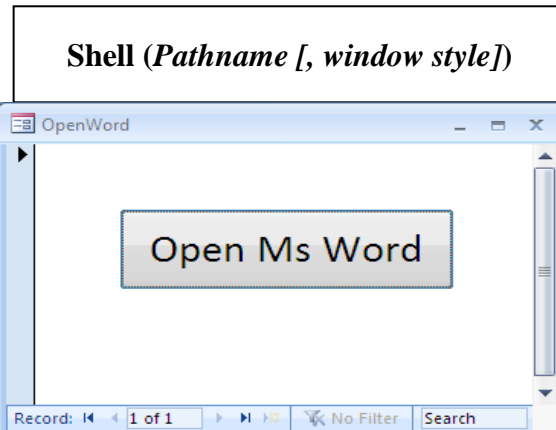 Shell (Pathname [, window style])
OpenWord
Open Ms Word
Record: 1 of 1 No Filter Search